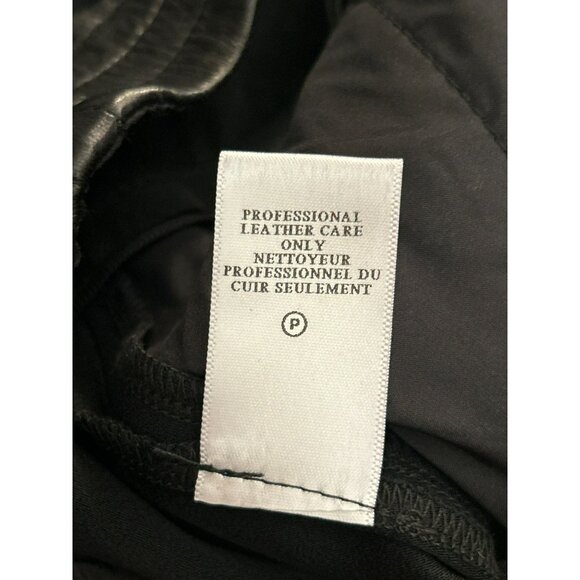 PROFESSIONAL
LEATHER CARE
ONLY
NETTOYEUR
PROFESSIONNEL DU
CUIR SEULEMENT
P